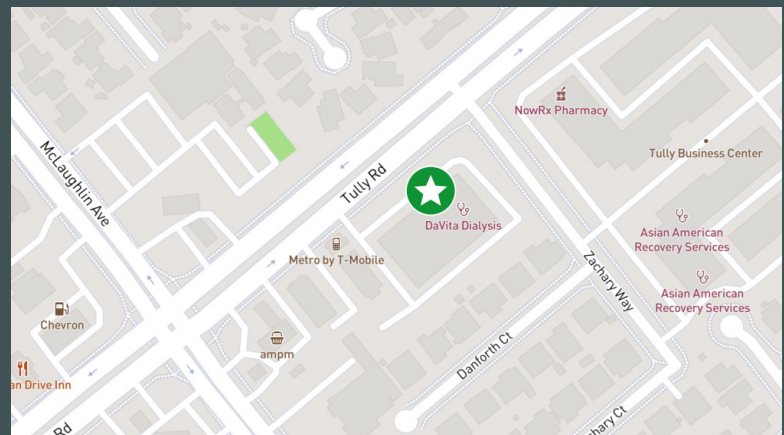 NowRx Pharmacy
Tully Business Center
McLaughlin Ave
Tully Rd
DaVita Dialysis
Asian American
Recovery Services
Metro by T-Mobile
Zachary Way
Asian American
Recovery Services
Chevron
ampm
Danforth Ct
an Drive Inn
Rd
hary Ct